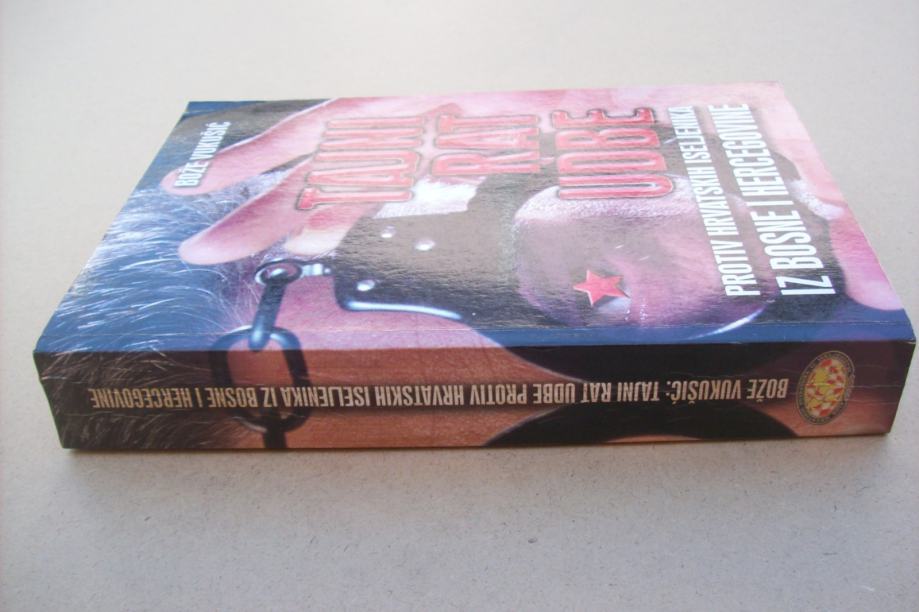 BOŽE VUKUŠIĆ
TAJNI
RAT
UDBE
PROTIV HRVATSKIH ISELJENIKA
IZ BOSNE I HERCEGOVINE
BOŽE VUKUŠIĆ: TAJNI RAT UDBE PROTIV HRVATSKIH ISELJENIKA IZ BOSNE I HERCEGOVINE